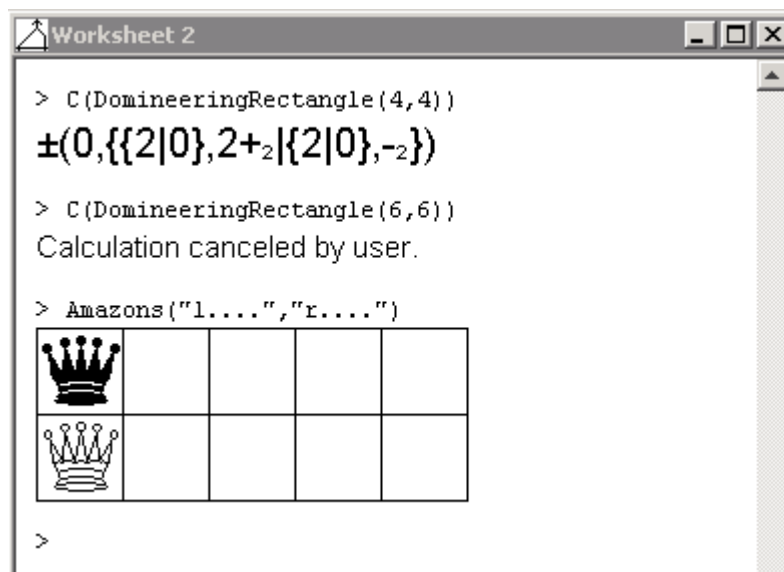 Worksheet 2
> C(DomineeringRectangle(4,4))
±(0,{{2|0},2+₂|{2|0},-₂})
> C(DomineeringRectangle(6,6))
Calculation canceled by user.
> Amazons("l....","r....")
>